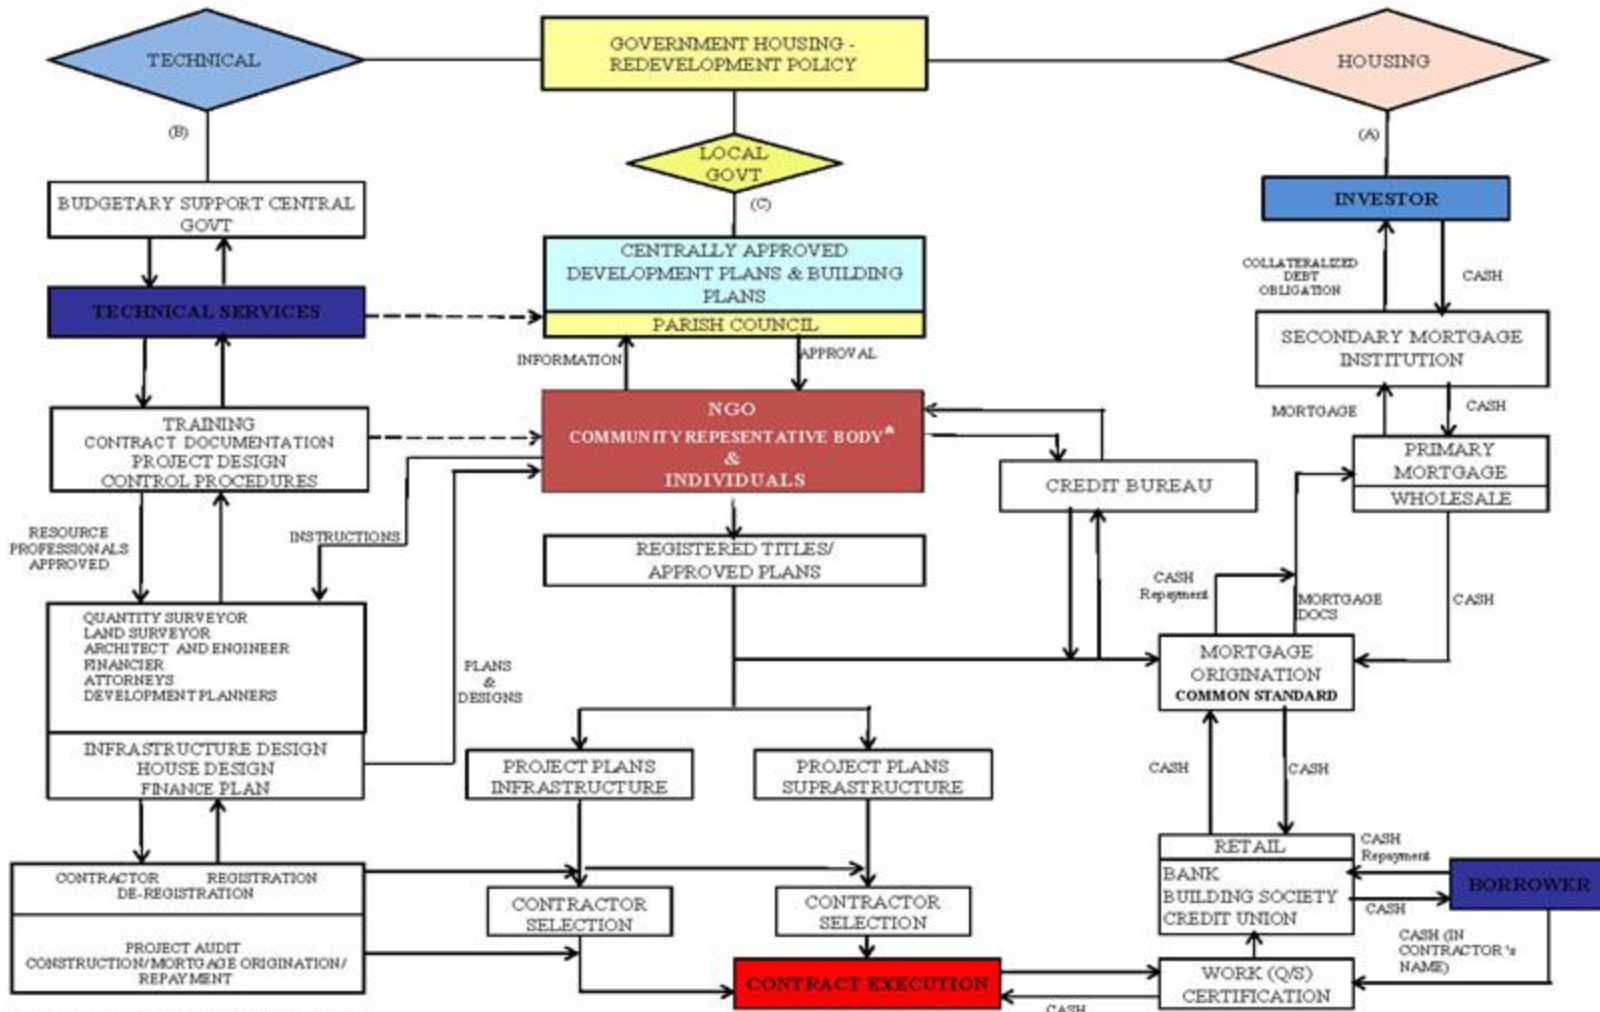 TECHNICAL
GOVERNMENT HOUSING -
REDEVELOPMENT POLICY
HOUSING
(B)
(A)
LOCAL
GOVT
(C)
BUDGETARY SUPPORT CENTRAL
GOVT
INVESTOR
CENTRALLY APPROVED
DEVELOPMENT PLANS & BUILDING
PLANS
PARISH COUNCIL
COLLATERALIZED
DEBT
OBLIGATION
CASH
TECHNICAL SERVICES
SECONDARY MORTGAGE
INSTITUTION
INFORMATION
APPROVAL
MORTGAGE
CASH
TRAINING
CONTRACT DOCUMENTATION
PROJECT DESIGN
CONTROL PROCEDURES
NGO
COMMUNITY REPESENTATIVE BODY*
&
INDIVIDUALS
PRIMARY
MORTGAGE
WHOLESALE
CREDIT BUREAU
RESOURCE
PROFESSIONALS
APPROVED
INSTRUCTIONS
REGISTERED TITLES/
APPROVED PLANS
CASH
Repayment
MORTGAGE
DOCS
CASH
QUANTITY SURVEYOR
LAND SURVEYOR
ARCHITECT AND ENGINEER
FINANCIER
ATTORNEYS
DEVELOPMENT PLANNERS
PLANS
&
DESIGNS
MORTGAGE
ORIGINATION
COMMON STANDARD
INFRASTRUCTURE DESIGN
HOUSE DESIGN
FINANCE PLAN
PROJECT PLANS
INFRASTRUCTURE
PROJECT PLANS
SUPRASTRUCTURE
CASH
CASH
RETAIL
BANK
BUILDING SOCIETY
CREDIT UNION
CASH
Repayment
BORROWER
CASH
CONTRACTOR REGISTRATION
DE-REGISTRATION
CONTRACTOR
SELECTION
CONTRACTOR
SELECTION
PROJECT AUDIT
CONSTRUCTION/MORTGAGE ORIGINATION/
REPAYMENT
CASH (IN
CONTRACTOR's
NAME)
CONTRACT EXECUTION
WORK (Q/S)
CERTIFICATION
CASH